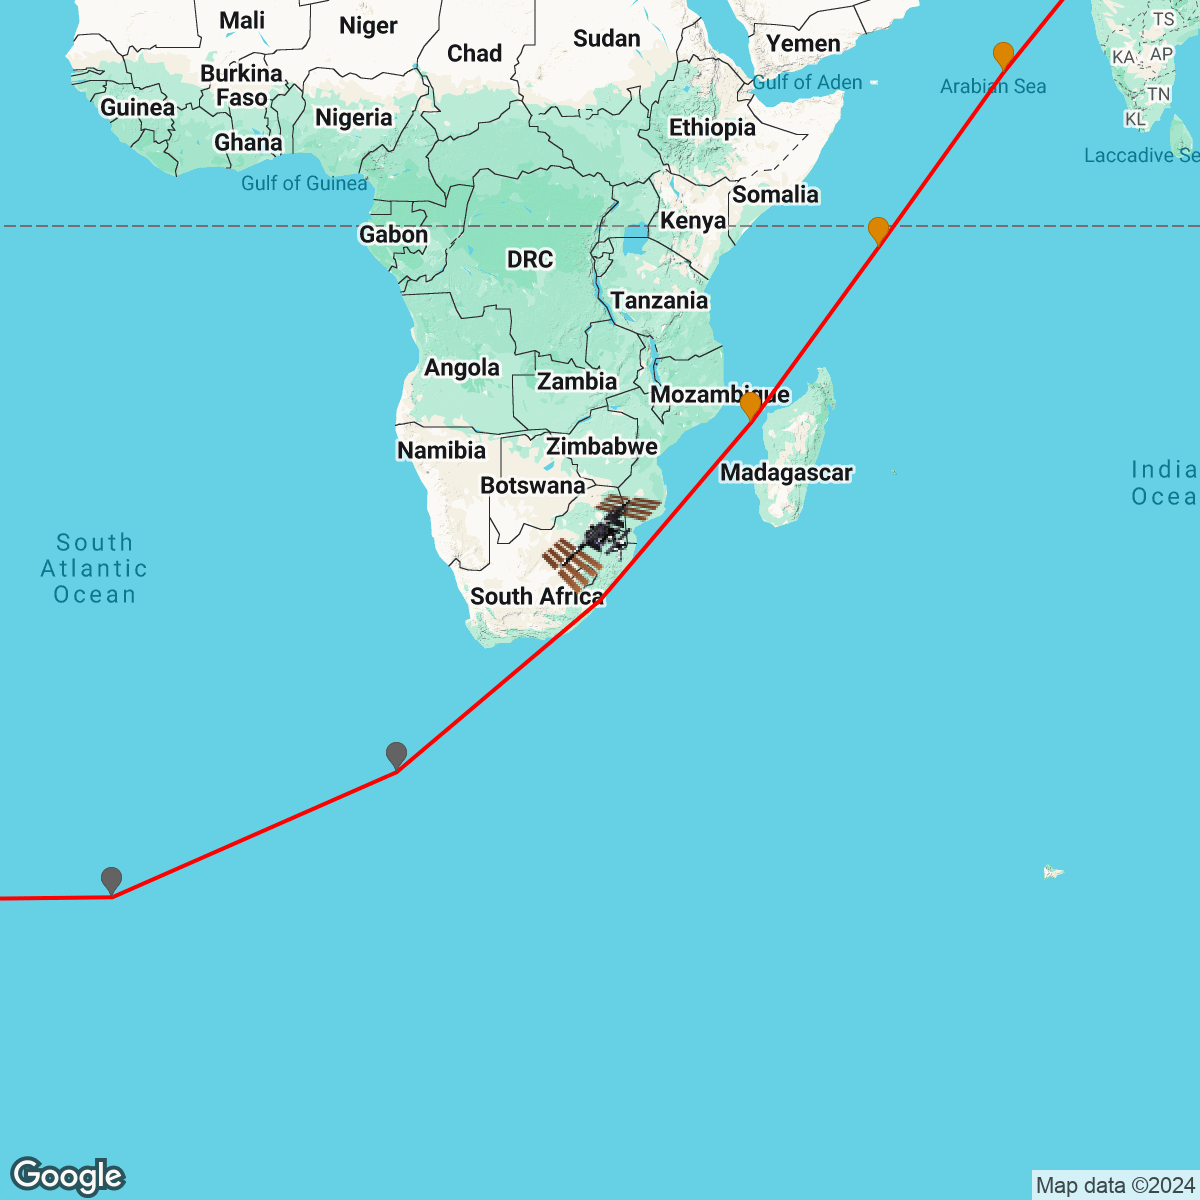 Mali
Niger
Chad
Sudan
Yemen
TS
KA
AP
Burkina
Faso
Gulf of Aden
Arabian Sea
TN
Guinea
Nigeria
Ethiopia
KL
Ghana
Laccadive Se
Gulf of Guinea
Somalia
Kenya
Gabon
DRC
Tanzania
Angola
Zambia
Mozambique
Namibia
Zimbabwe
Botswana
Madagascar
India
Ocea
South
Atlantic
Ocean
South Africa
Google
Map data ©2024